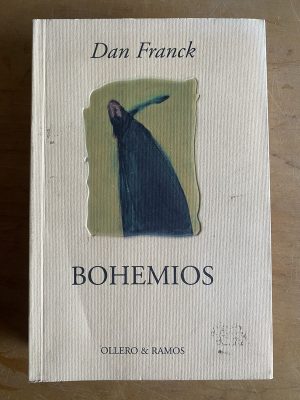 Dan Franck
BOHEMIOS
OLLERO & RAMOS